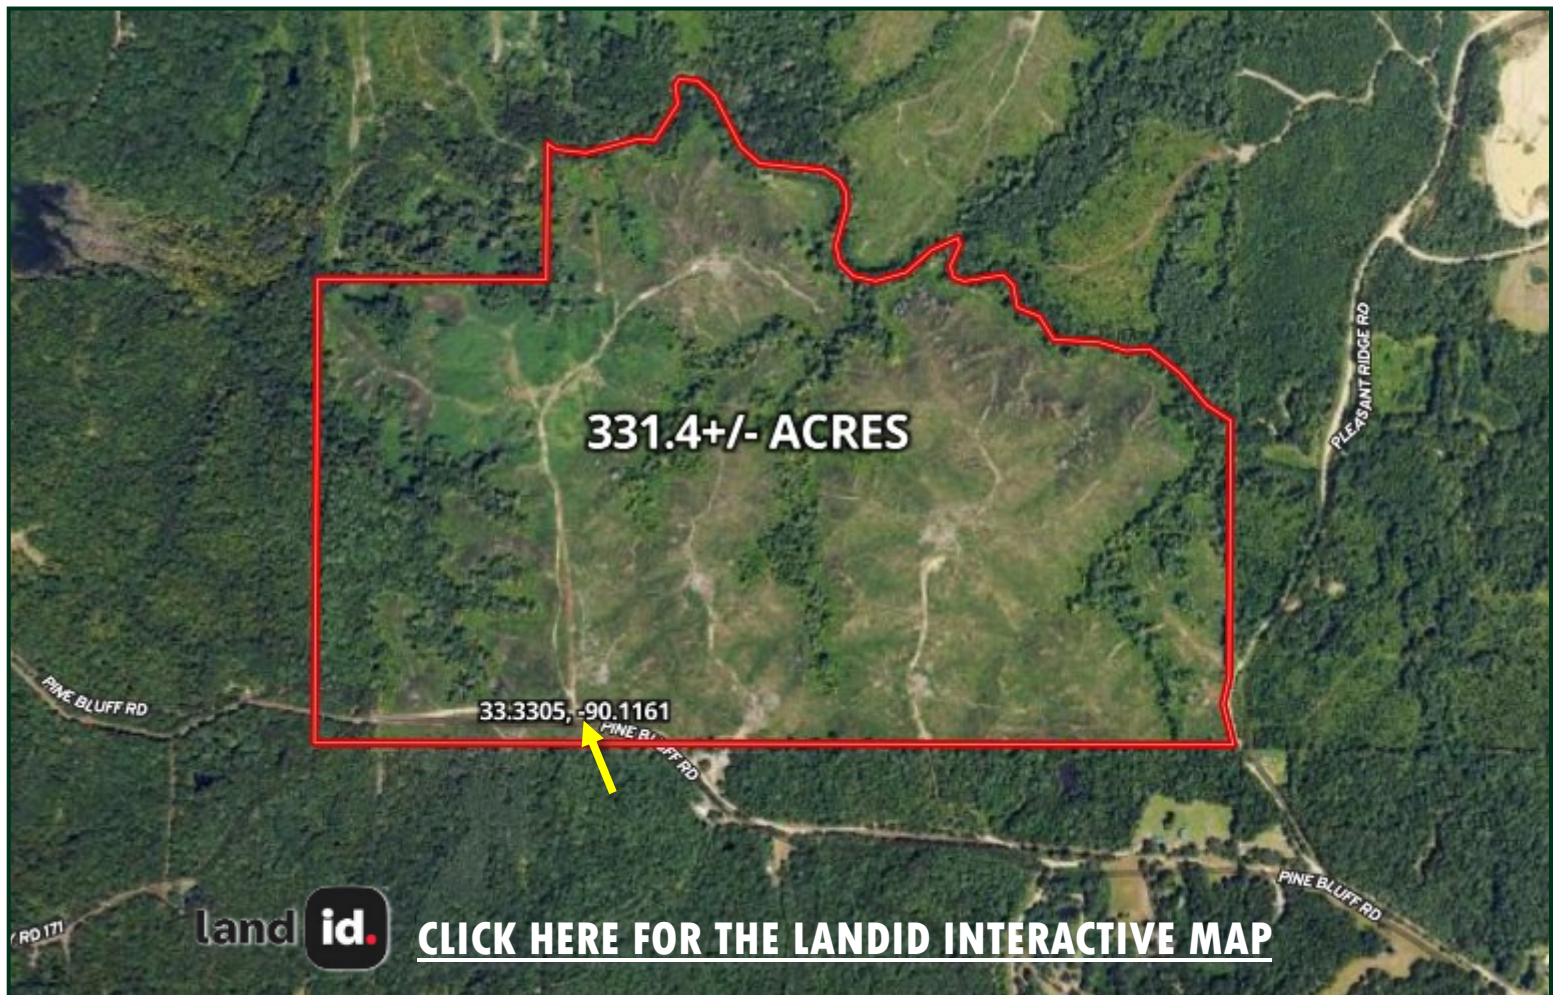 PLEASANT RIDGE RD
331.4+/- ACRES
PINE BLUFF RD
33.3305, -90.1161
PINE BLUFF RD
PINE BLUFF RD
RD 171
land id.
CLICK HERE FOR THE LANDID INTERACTIVE MAP